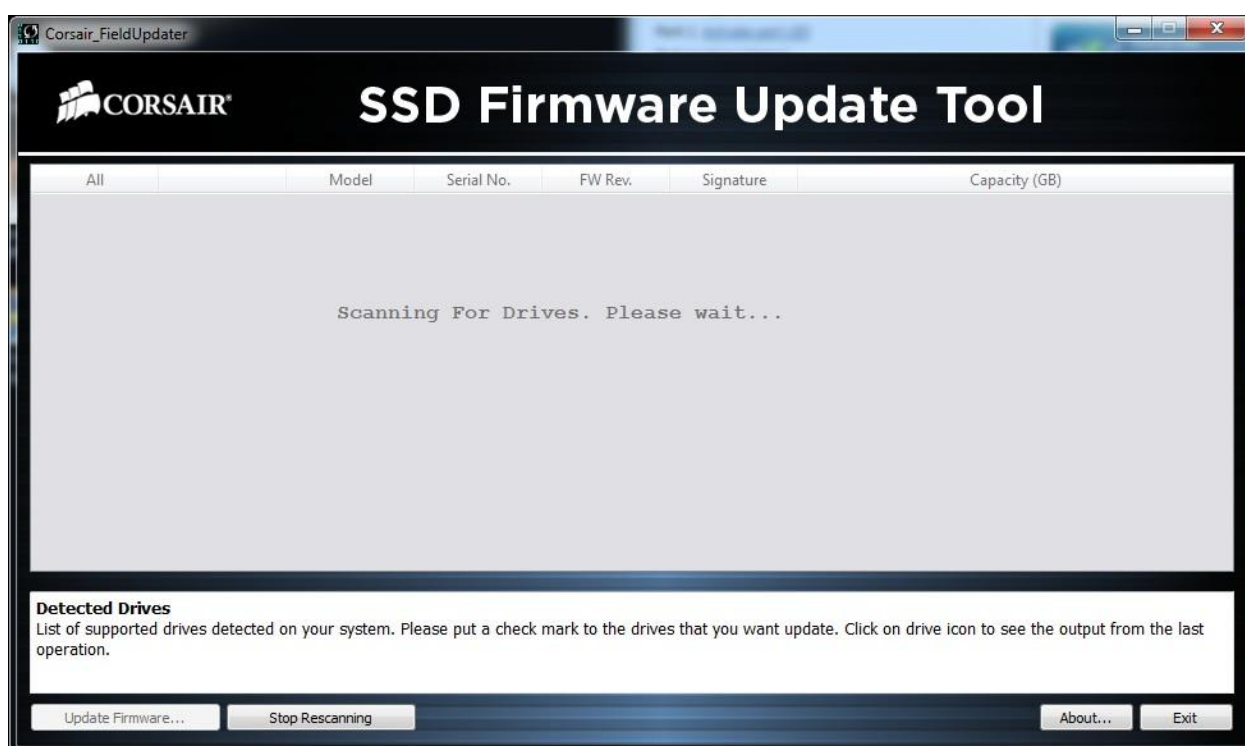 Corsair_FieldUpdater
CORSAIR®
SSD Firmware Update Tool
All Model Serial No. FW Rev. Signature Capacity (GB)
Scanning For Drives. Please wait...
Detected Drives
List of supported drives detected on your system. Please put a check mark to the drives that you want update. Click on drive icon to see the output from the last
operation.
Update Firmware... Stop Rescanning About... Exit